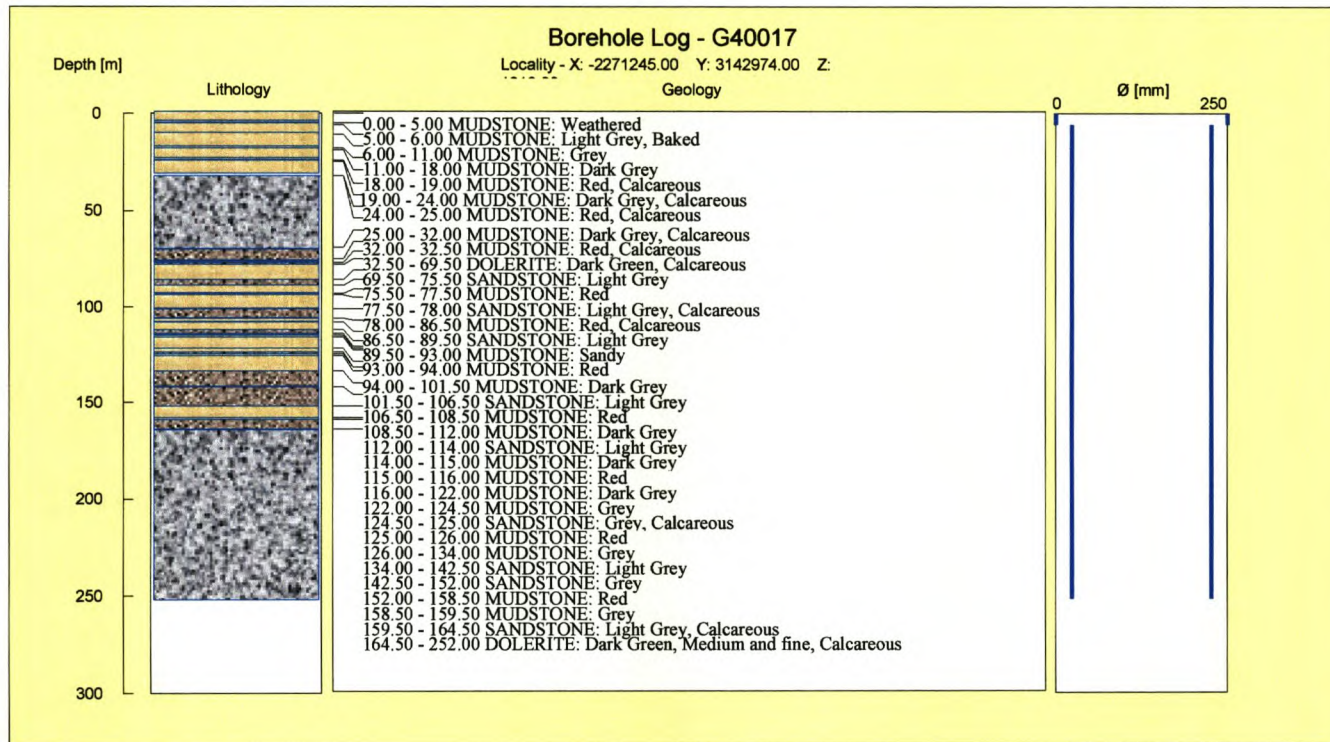 Borehole Log - G40017
Depth [m]
Locality - X: -2271245.00 Y: 3142974.00 Z:
Lithology
Geology
Ø [mm]
0 250
0
50
100
150
200
250
300
0.00 - 5.00 MUDSTONE: Weathered
5.00 - 6.00 MUDSTONE: Light Grey, Baked
6.00 - 11.00 MUDSTONE: Grey
11.00 - 18.00 MUDSTONE: Dark Grey
18.00 - 19.00 MUDSTONE: Red, Calcareous
19.00 - 24.00 MUDSTONE: Dark Grey, Calcareous
24.00 - 25.00 MUDSTONE: Red, Calcareous
25.00 - 32.00 MUDSTONE: Dark Grey, Calcareous
32.00 - 32.50 MUDSTONE: Red, Calcareous
32.50 - 69.50 DOLERITE: Dark Green, Calcareous
69.50 - 75.50 SANDSTONE: Light Grey
75.50 - 77.50 MUDSTONE: Red
77.50 - 78.00 SANDSTONE: Light Grey, Calcareous
78.00 - 86.50 MUDSTONE: Red, Calcareous
86.50 - 89.50 SANDSTONE: Light Grey
89.50 - 93.00 MUDSTONE: Sandy
93.00 - 94.00 MUDSTONE: Red
94.00 - 101.50 MUDSTONE: Dark Grey
101.50 - 106.50 SANDSTONE: Light Grey
106.50 - 108.50 MUDSTONE: Red
108.50 - 112.00 MUDSTONE: Dark Grey
112.00 - 114.00 SANDSTONE: Light Grey
114.00 - 115.00 MUDSTONE: Dark Grey
115.00 - 116.00 MUDSTONE: Red
116.00 - 122.00 MUDSTONE: Dark Grey
122.00 - 124.50 MUDSTONE: Grey
124.50 - 125.00 SANDSTONE: Grey, Calcareous
125.00 - 126.00 MUDSTONE: Red
126.00 - 134.00 MUDSTONE: Grey
134.00 - 142.50 SANDSTONE: Light Grey
142.50 - 152.00 SANDSTONE: Grey
152.00 - 158.50 MUDSTONE: Red
158.50 - 159.50 MUDSTONE: Grey
159.50 - 164.50 SANDSTONE: Light Grey, Calcareous
164.50 - 252.00 DOLERITE: Dark Green, Medium and fine, Calcareous